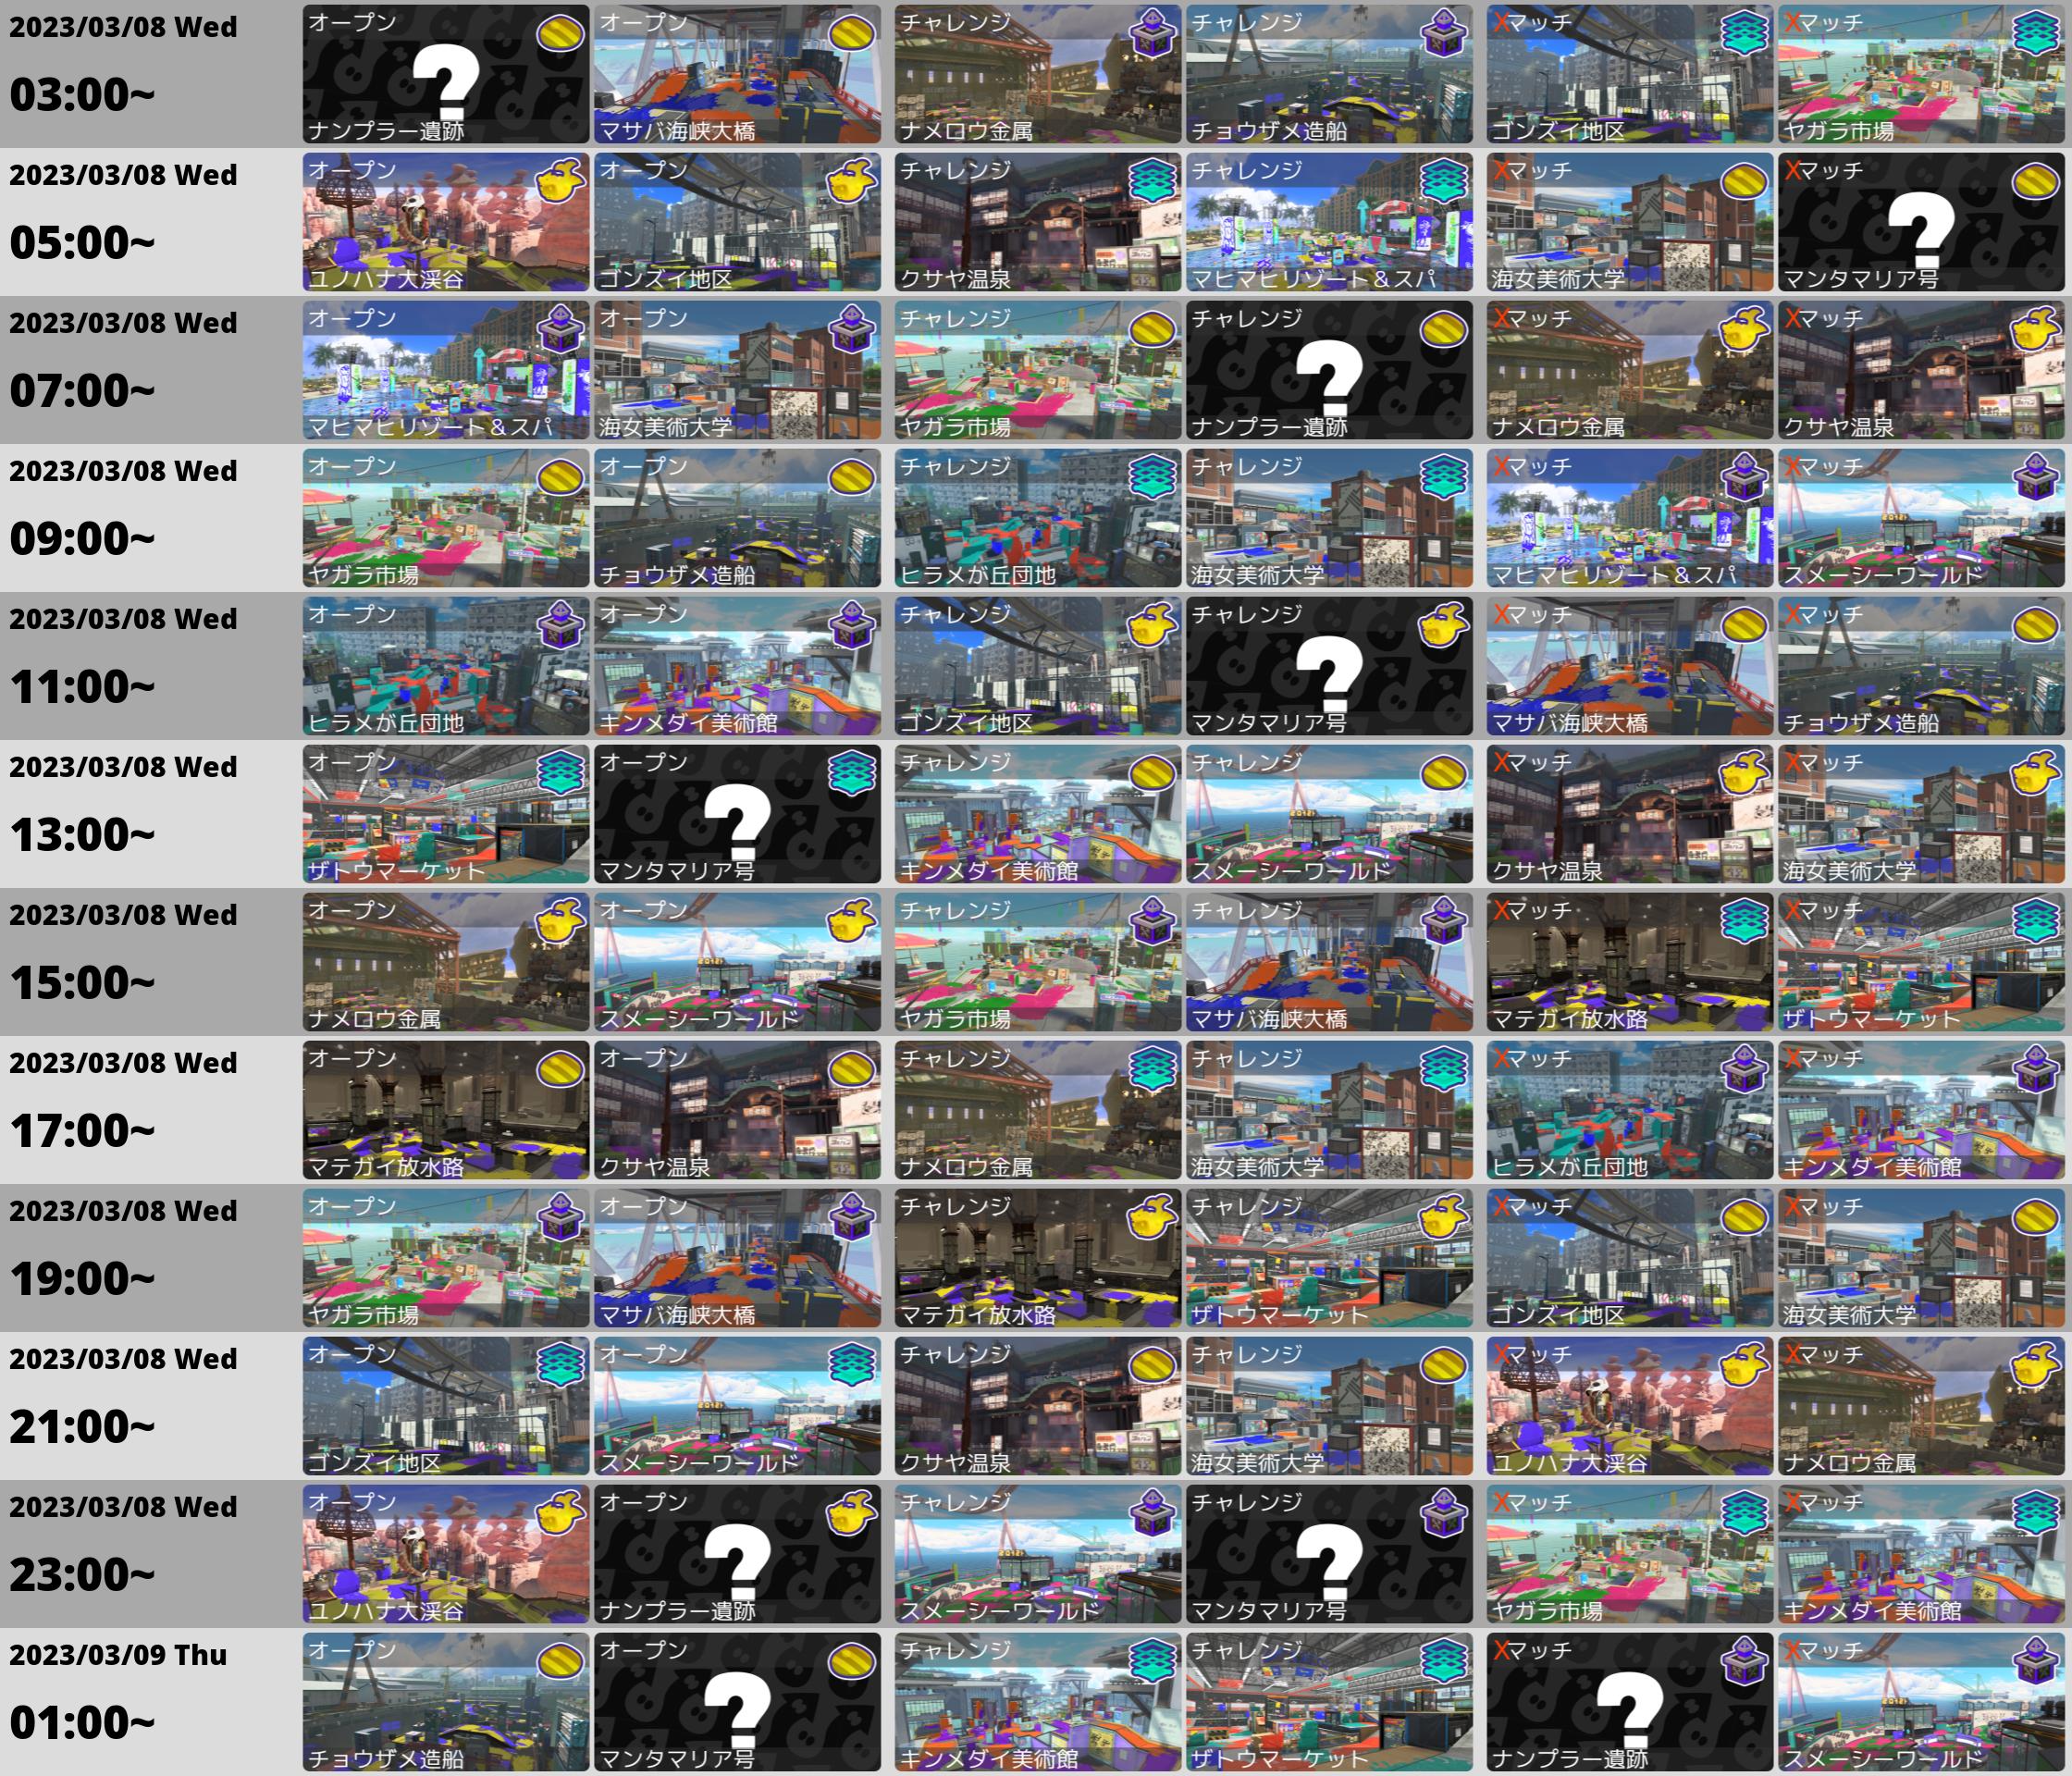 2023/03/08 Wed
03:00~
オープン
ナンプラー遺跡
オープン
マサバ海峡大橋
チャレンジ
ナメロウ金属
チャレンジ
チョウザメ造船
Xマッチ
ゴンズイ地区
Xマッチ
ヤガラ市場
2023/03/08 Wed
05:00~
オープン
ユノハナ大渓谷
オープン
ゴンズイ地区
チャレンジ
クサヤ温泉
チャレンジ
マヒマヒリゾート＆スパ
Xマッチ
海女美術大学
Xマッチ
マンタマリア号
2023/03/08 Wed
07:00~
オープン
マヒマヒリゾート＆スパ
オープン
海女美術大学
チャレンジ
ヤガラ市場
チャレンジ
ナンプラー遺跡
Xマッチ
ナメロウ金属
Xマッチ
クサヤ温泉
2023/03/08 Wed
09:00~
オープン
ヤガラ市場
オープン
チョウザメ造船
チャレンジ
ヒラメが丘団地
チャレンジ
海女美術大学
Xマッチ
マヒマヒリゾート＆スパ
Xマッチ
スメーシーワールド
2023/03/08 Wed
11:00~
オープン
ヒラメが丘団地
オープン
キンメダイ美術館
チャレンジ
ゴンズイ地区
チャレンジ
マンタマリア号
Xマッチ
マサバ海峡大橋
Xマッチ
チョウザメ造船
2023/03/08 Wed
13:00~
オープン
ザトウマーケット
オープン
マンタマリア号
チャレンジ
キンメダイ美術館
チャレンジ
スメーシーワールド
Xマッチ
クサヤ温泉
Xマッチ
海女美術大学
2023/03/08 Wed
15:00~
オープン
ナメロウ金属
オープン
スメーシーワールド
チャレンジ
ヤガラ市場
チャレンジ
マサバ海峡大橋
Xマッチ
マテガイ放水路
Xマッチ
ザトウマーケット
2023/03/08 Wed
17:00~
オープン
マテガイ放水路
オープン
クサヤ温泉
チャレンジ
ナメロウ金属
チャレンジ
海女美術大学
Xマッチ
ヒラメが丘団地
Xマッチ
キンメダイ美術館
2023/03/08 Wed
19:00~
オープン
ヤガラ市場
オープン
マサバ海峡大橋
チャレンジ
マテガイ放水路
チャレンジ
ザトウマーケット
Xマッチ
ゴンズイ地区
Xマッチ
海女美術大学
2023/03/08 Wed
21:00~
オープン
ゴンズイ地区
オープン
スメーシーワールド
チャレンジ
クサヤ温泉
チャレンジ
海女美術大学
Xマッチ
ユノハナ大渓谷
Xマッチ
ナメロウ金属
2023/03/08 Wed
23:00~
オープン
ユノハナ大渓谷
オープン
ナンプラー遺跡
チャレンジ
スメーシーワールド
チャレンジ
マンタマリア号
Xマッチ
ヤガラ市場
Xマッチ
キンメダイ美術館
2023/03/09 Thu
01:00~
オープン
チョウザメ造船
オープン
マンタマリア号
チャレンジ
キンメダイ美術館
チャレンジ
ザトウマーケット
Xマッチ
ナンプラー遺跡
Xマッチ
スメーシーワールド